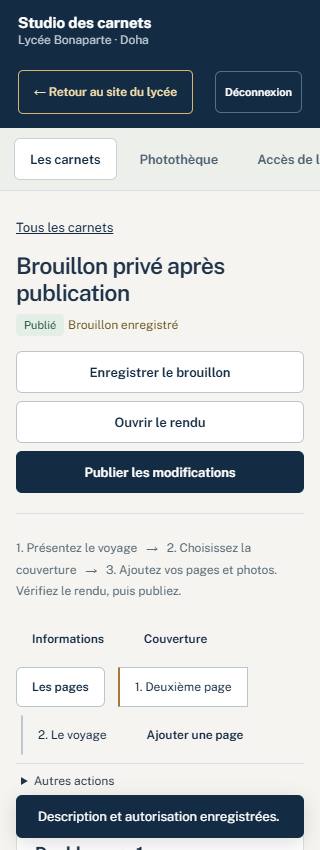 Studio des carnets
Lycée Bonaparte · Doha
← Retour au site du lycée
Déconnexion
Les carnets
Photothèque
Accès de l
Tous les carnets
Brouillon privé après
publication
Publié
Brouillon enregistré
Enregistrer le brouillon
Ouvrir le rendu
Publier les modifications
1. Présentez le voyage → 2. Choisissez la
couverture → 3. Ajoutez vos pages et photos.
Vérifiez le rendu, puis publiez.
Informations
Couverture
Les pages
1. Deuxième page
2. Le voyage
Ajouter une page
▶ Autres actions
Description et autorisation enregistrées.